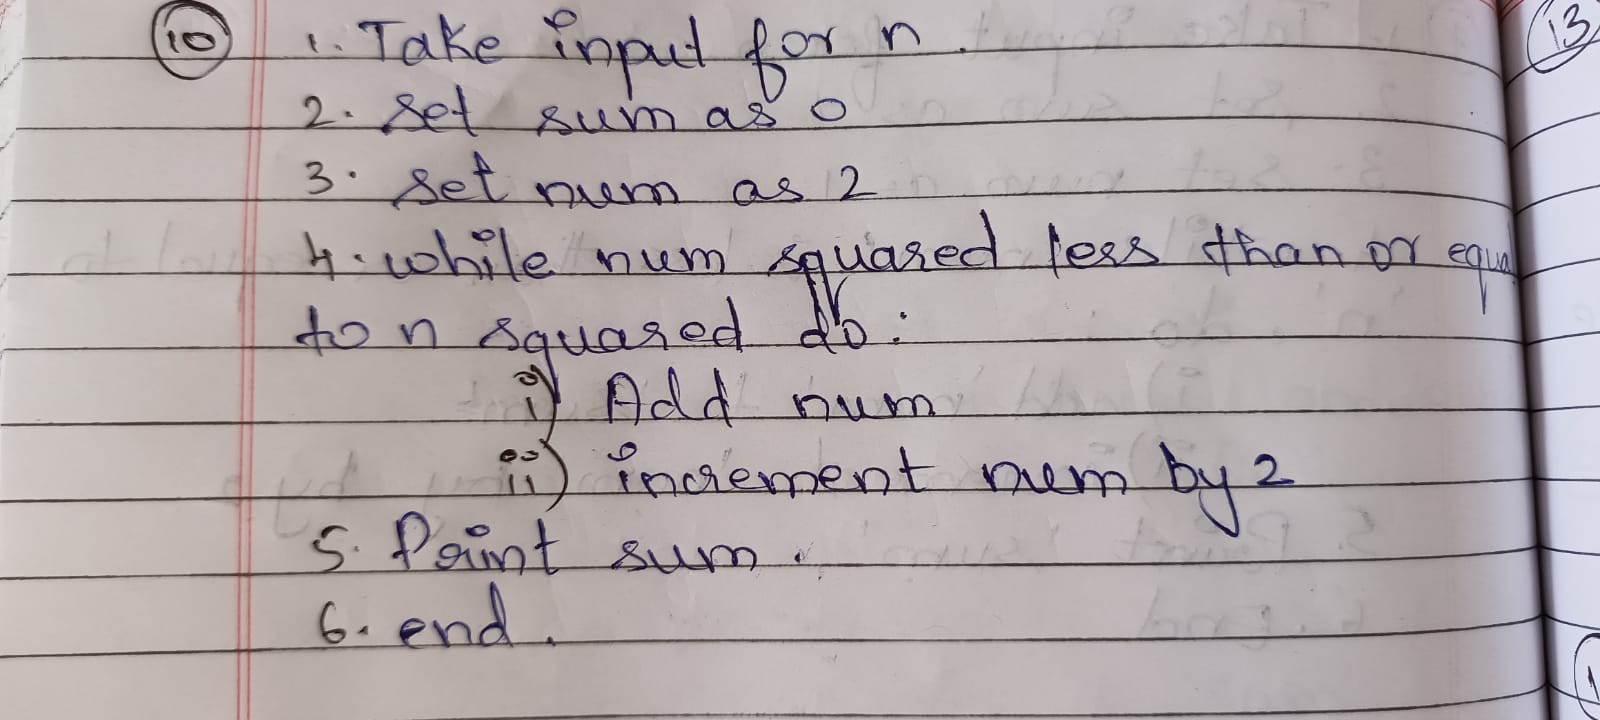 10 1. Take input for n.
2. Set sum as 0
3. Set num as 2
4. while num squared less than or equal
to n squared do:
i) Add num
ii) increment num by 2
5. Print sum.
6. end.
13